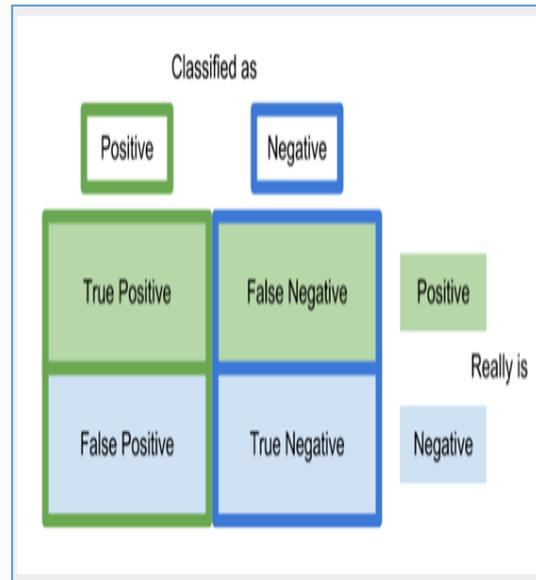 Classified as
Positive Negative
True Positive False Negative Positive
Really is
False Positive True Negative Negative